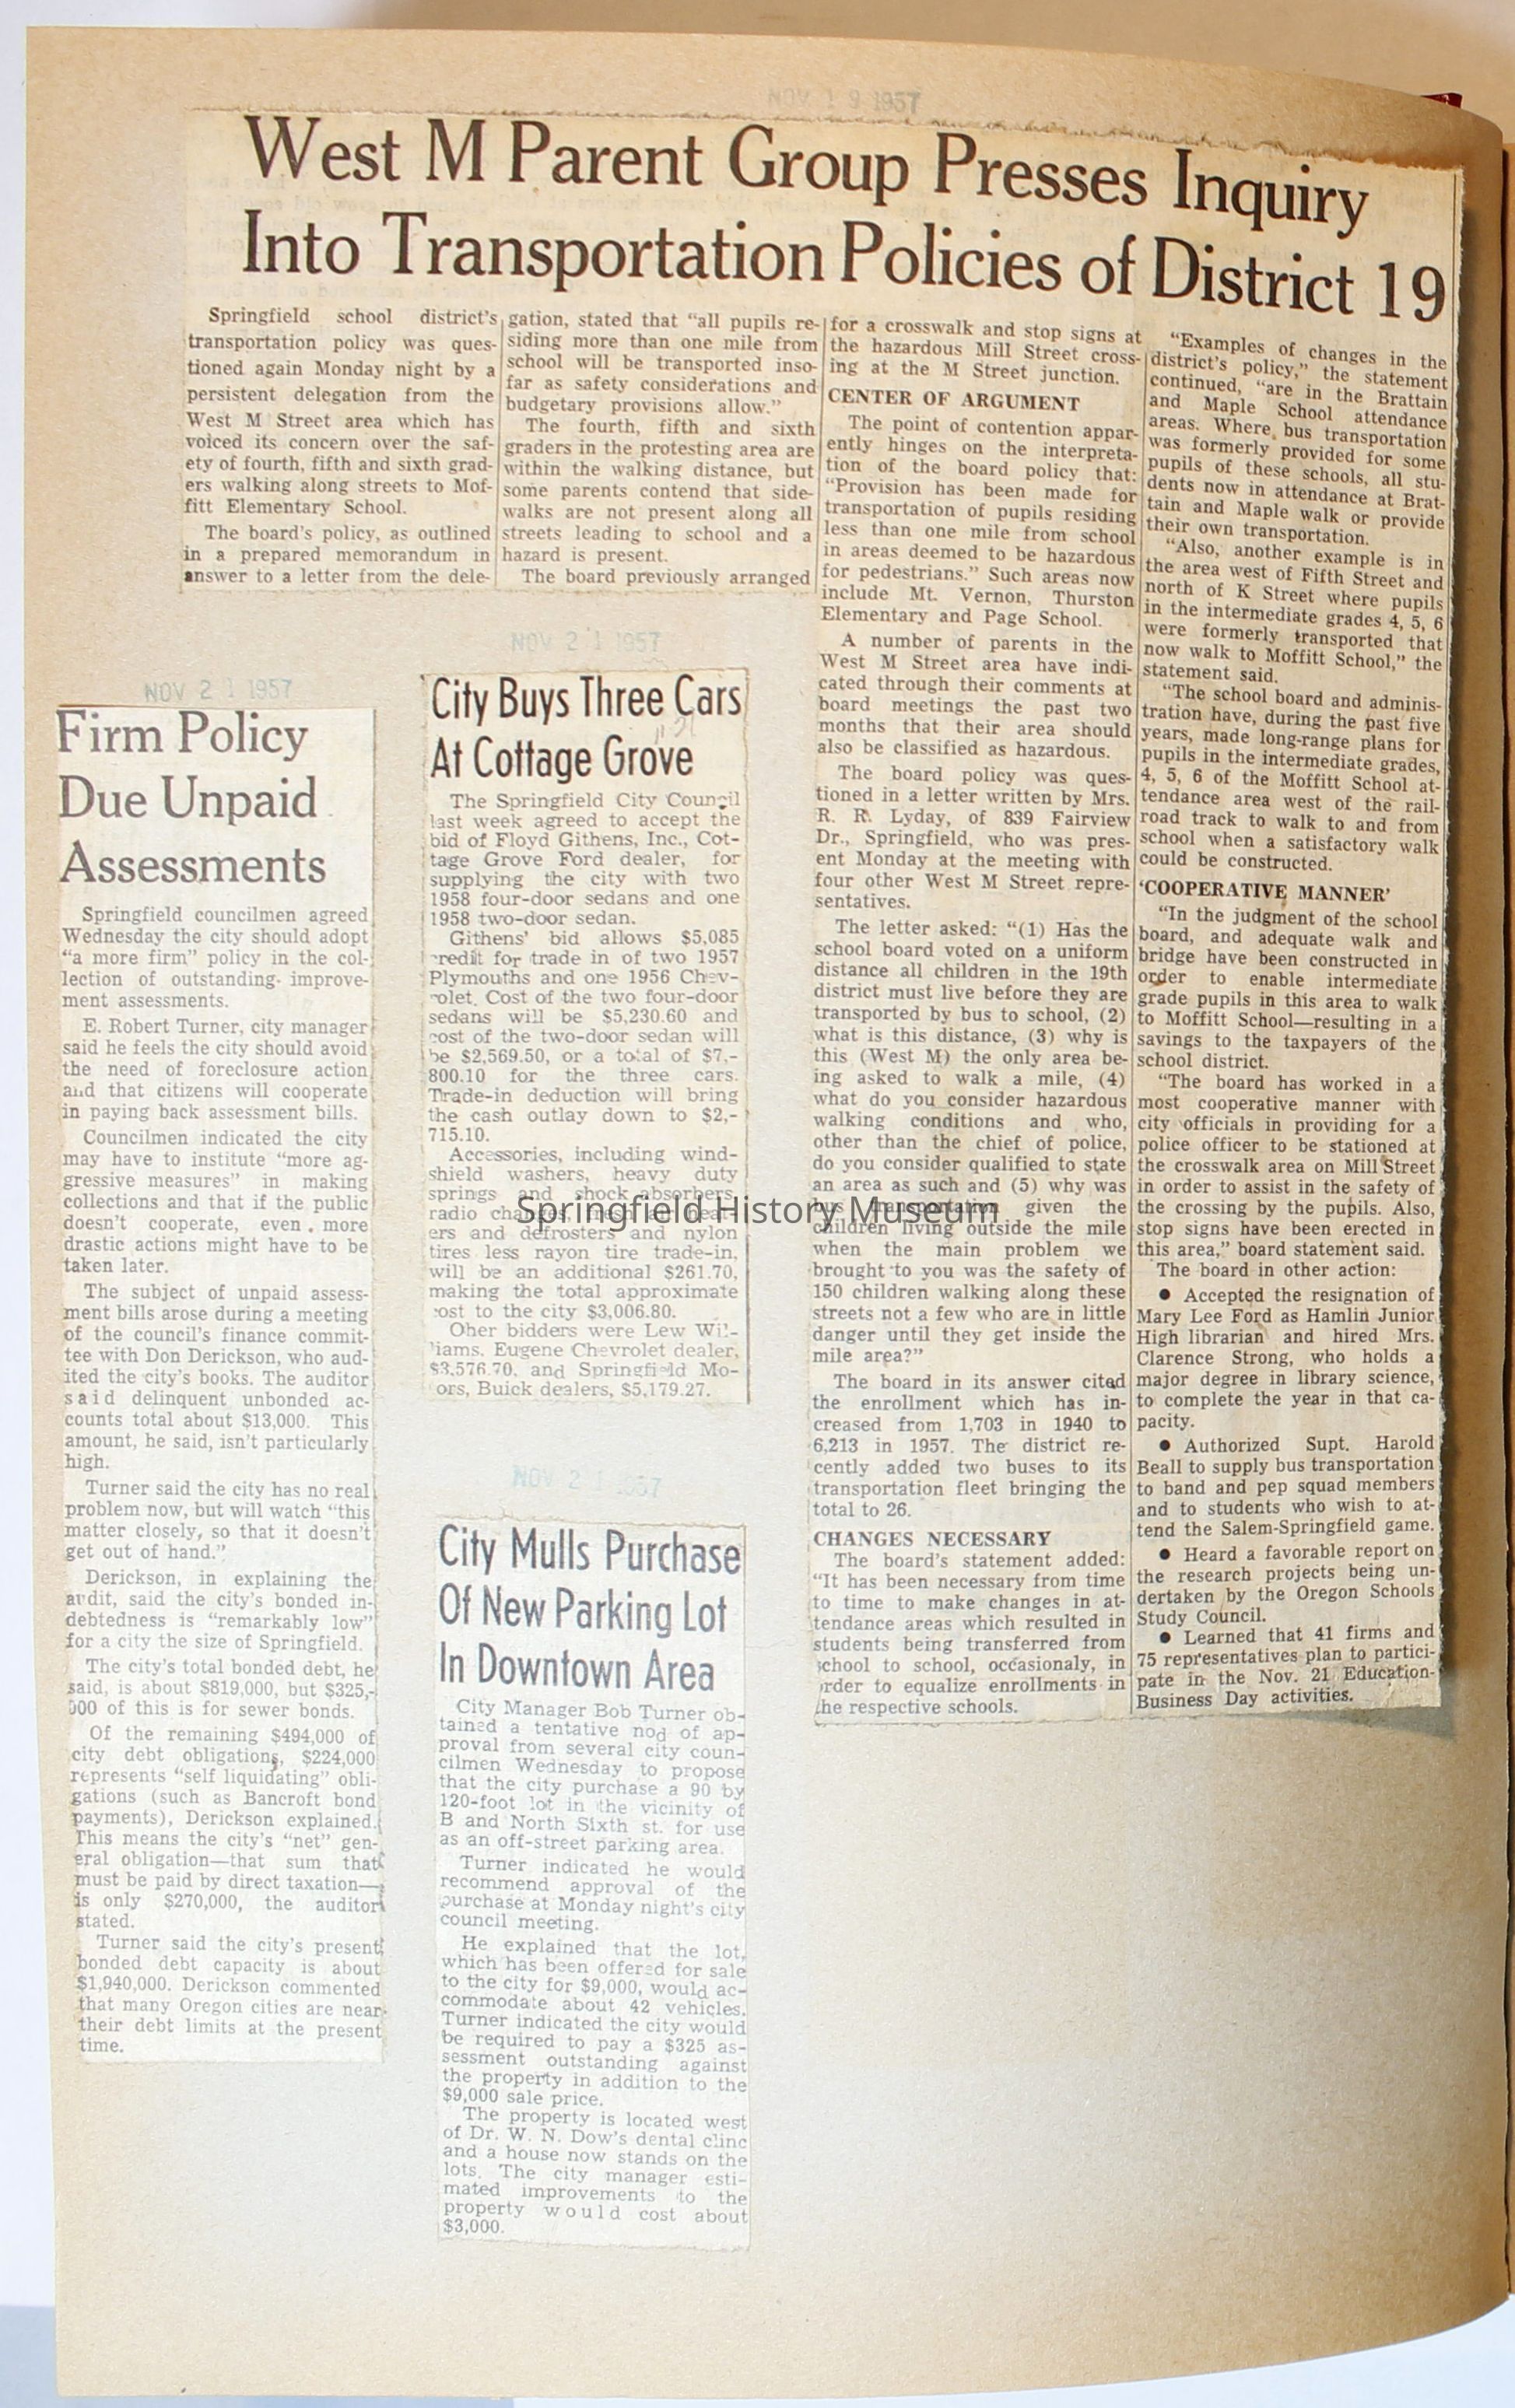 NOV 19 1957
West M Parent Group Presses Inquiry
Into Transportation Policies of District 19
Springfield school district's
transportation policy was ques-
tioned again Monday night by a
persistent delegation from the
West M Street area which has
voiced its concern over the saf-
ety of fourth, fifth and sixth grad-
ers walking along streets to Mof-
fitt Elementary School.
The board's policy, as outlined
in a prepared memorandum in
answer to a letter from the dele-
gation, stated that "all pupils re-
siding more than one mile from
school will be transported inso-
far as safety considerations and
budgetary provisions allow."
The fourth, fifth and sixth
graders in the protesting area are
within the walking distance, but
some parents contend that side-
walks are not present along all
streets leading to school and a
hazard is present.
The board previously arranged
for a crosswalk and stop signs at
the hazardous Mill Street cross-
ing at the M Street junction.
CENTER OF ARGUMENT
The point of contention appar-
ently hinges on the interpreta-
tion of the board policy that:
"Provision has been made for
transportation of pupils residing
less than one mile from school
in areas deemed to be hazardous
for pedestrians." Such areas now
include Mt. Vernon, Thurston
Elementary and Page School.
A number of parents in the
West M Street area have indi-
cated through their comments at
board meetings the past two
months that their area should
also be classified as hazardous.
The board policy was ques-
tioned in a letter written by Mrs.
R. R. Lyday, of 839 Fairview
Dr., Springfield, who was pres-
ent Monday at the meeting with
four other West M Street repre-
sentatives.
The letter asked: "(1) Has the
school board voted on a uniform
distance all children in the 19th
district must live before they are
transported by bus to school, (2)
what is this distance, (3) why is
this (West M) the only area be-
ing asked to walk a mile, (4)
what do you consider hazardous
walking conditions and who,
other than the chief of police,
do you consider qualified to state
an area as such and (5) why was
bus transportation given the
children living outside the mile
when the main problem we
brought to you was the safety of
150 children walking along these
streets not a few who are in little
danger until they get inside the
mile area?"
The board in its answer cited
the enrollment which has in-
creased from 1,703 in 1940 to
6,213 in 1957. The district re-
cently added two buses to its
transportation fleet bringing the
total to 26.
CHANGES NECESSARY
The board's statement added:
"It has been necessary from time
to time to make changes in at-
tendance areas which resulted in
students being transferred from
school to school, occasionaly, in
order to equalize enrollments in
the respective schools.
"Examples of changes in the
district's policy," the statement
continued, "are in the Brattain
and Maple School attendance
areas. Where bus transportation
was formerly provided for some
pupils of these schools, all stu-
dents now in attendance at Brat-
tain and Maple walk or provide
their own transportation.
"Also, another example is in
the area west of Fifth Street and
north of K Street where pupils
in the intermediate grades 4, 5, 6
were formerly transported that
now walk to Moffitt School," the
statement said.
"The school board and adminis-
tration have, during the past five
years, made long-range plans for
pupils in the intermediate grades,
4, 5, 6 of the Moffitt School at-
tendance area west of the rail-
road track to walk to and from
school when a satisfactory walk
could be constructed.
'COOPERATIVE MANNER'
"In the judgment of the school
board, and adequate walk and
bridge have been constructed in
order to enable intermediate
grade pupils in this area to walk
to Moffitt School—resulting in a
savings to the taxpayers of the
school district.
"The board has worked in a
most cooperative manner with
city officials in providing for a
police officer to be stationed at
the crosswalk area on Mill Street
in order to assist in the safety of
the crossing by the pupils. Also,
stop signs have been erected in
this area," board statement said.
The board in other action:
● Accepted the resignation of
Mary Lee Ford as Hamlin Junior
High librarian and hired Mrs.
Clarence Strong, who holds a
major degree in library science,
to complete the year in that ca-
pacity.
● Authorized Supt. Harold
Beall to supply bus transportation
to band and pep squad members
and to students who wish to at-
tend the Salem-Springfield game.
● Heard a favorable report on
the research projects being un-
dertaken by the Oregon Schools
Study Council.
● Learned that 41 firms and
75 representatives plan to partici-
pate in the Nov. 21 Education-
Business Day activities.
NOV 21 1957
Firm Policy
Due Unpaid
Assessments
Springfield councilmen agreed
Wednesday the city should adopt
"a more firm" policy in the col-
lection of outstanding improve-
ment assessments.
E. Robert Turner, city manager
said he feels the city should avoid
the need of foreclosure action
and that citizens will cooperate
in paying back assessment bills.
Councilmen indicated the city
may have to institute "more ag-
gressive measures" in making
collections and that if the public
doesn't cooperate, even more
drastic actions might have to be
taken later.
The subject of unpaid assess-
ment bills arose during a meeting
of the council's finance commit-
tee with Don Derickson, who aud-
ited the city's books. The auditor
said delinquent unbonded ac-
counts total about $13,000. This
amount, he said, isn't particularly
high.
Turner said the city has no real
problem now, but will watch "this
matter closely, so that it doesn't
get out of hand."
Derickson, in explaining the
audit, said the city's bonded in-
debtedness is "remarkably low"
for a city the size of Springfield.
The city's total bonded debt, he
said, is about $819,000, but $325,-
000 of this is for sewer bonds.
Of the remaining $494,000 of
city debt obligations, $224,000
represents "self liquidating" obli-
gations (such as Bancroft bond
payments), Derickson explained.
This means the city's "net" gen-
eral obligation—that sum that
must be paid by direct taxation—
is only $270,000, the auditor
stated.
Turner said the city's present
bonded debt capacity is about
$1,940,000. Derickson commented
that many Oregon cities are near
their debt limits at the present
time.
NOV 21 1957
City Buys Three Cars
At Cottage Grove
The Springfield City Council
last week agreed to accept the
bid of Floyd Githens, Inc., Cot-
tage Grove Ford dealer, for
supplying the city with two
1958 four-door sedans and one
1958 two-door sedan.
Githens' bid allows $5,085
credit for trade in of two 1957
Plymouths and one 1956 Chev-
rolet. Cost of the two four-door
sedans will be $5,230.60 and
cost of the two-door sedan will
be $2,569.50, or a total of $7,-
800.10 for the three cars.
Trade-in deduction will bring
the cash outlay down to $2,-
715.10.
Accessories, including wind-
shield washers, heavy duty
springs and shock absorbers,
radio heat-
ers and defrosters and nylon
tires less rayon tire trade-in,
will be an additional $261.70,
making the total approximate
cost to the city $3,006.80.
Oher bidders were Lew Wil-
liams, Eugene Chevrolet dealer,
$3,576.70, and Springfield Mo-
ors, Buick dealers, $5,179.27.
Springfield History Museum
NOV 21 1957
City Mulls Purchase
Of New Parking Lot
In Downtown Area
City Manager Bob Turner ob-
tained a tentative nod of ap-
proval from several city coun-
cilmen Wednesday to propose
that the city purchase a 90 by
120-foot lot in the vicinity of
B and North Sixth st. for use
as an off-street parking area.
Turner indicated he would
recommend approval of the
purchase at Monday night's city
council meeting.
He explained that the lot,
which has been offered for sale
to the city for $9,000, would ac-
commodate about 42 vehicles.
Turner indicated the city would
be required to pay a $325 as-
sessment outstanding against
the property in addition to the
$9,000 sale price.
The property is located west
of Dr. W. N. Dow's dental clinc
and a house now stands on the
lots. The city manager esti-
mated improvements to the
property would cost about
$3,000.